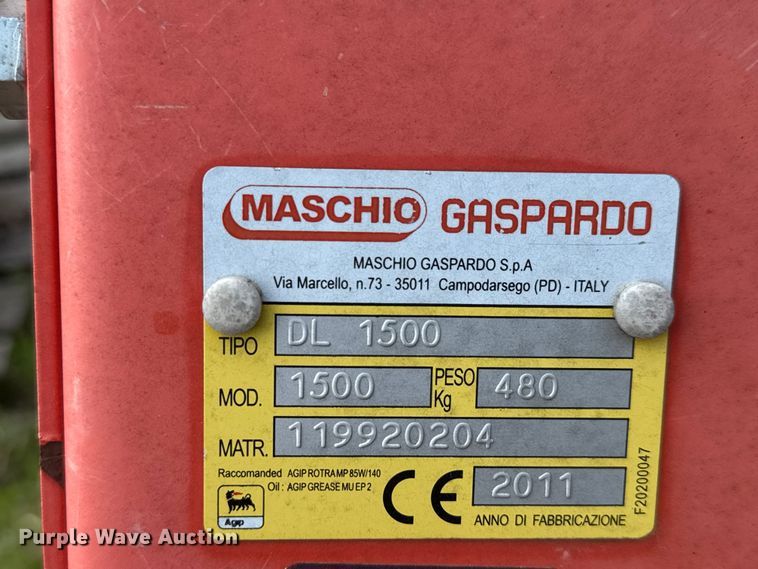 MASCHIO GASPARDO
MASCHIO GASPARDO S.p.A
Via Marcello, n.73 - 35011 Campodarsego (PD) - ITALY
TIPO DL 1500
MOD. 1500 PESO Kg 480
MATR. 119920204
Raccomanded Oil : AGIP ROTRA MP 85W/140
AGIP GREASE MU EP 2
Agip
CE
2011
ANNO DI FABBRICAZIONE
F20200047
Purple Wave Auction